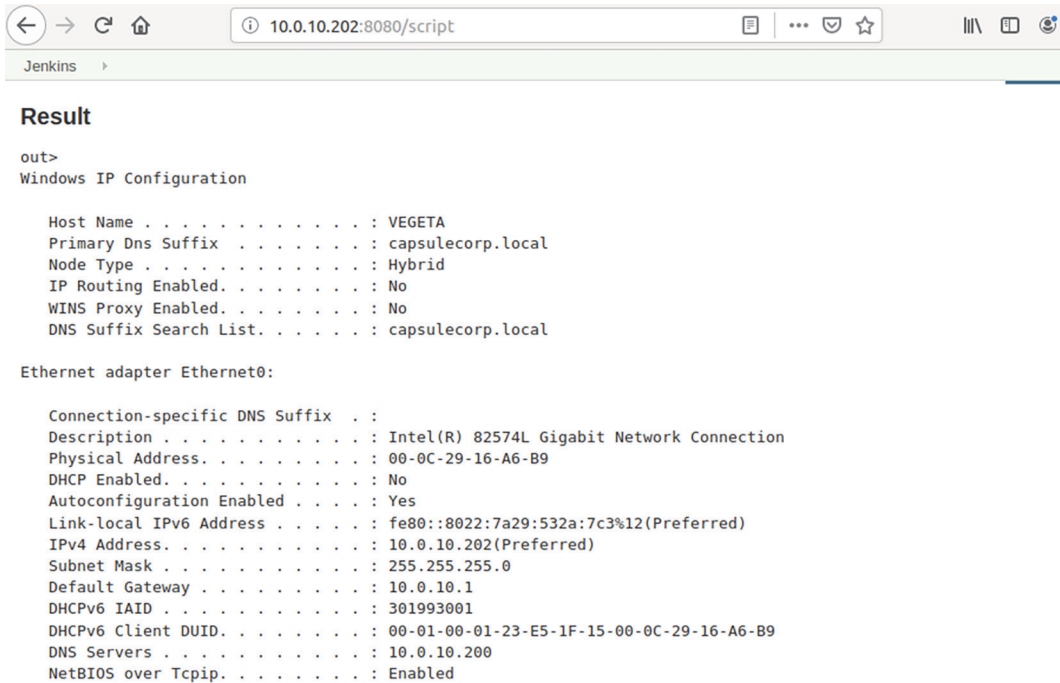 10.0.10.202:8080/script
Jenkins
Result
out>
Windows IP Configuration
Host Name . . . . . . . . . . . . : VEGETA
Primary Dns Suffix  . . . . . . . : capsulecorp.local
Node Type . . . . . . . . . . . . : Hybrid
IP Routing Enabled. . . . . . . . : No
WINS Proxy Enabled. . . . . . . . : No
DNS Suffix Search List. . . . . . : capsulecorp.local
Ethernet adapter Ethernet0:
Connection-specific DNS Suffix  . :
Description . . . . . . . . . . . : Intel(R) 82574L Gigabit Network Connection
Physical Address. . . . . . . . . : 00-0C-29-16-A6-B9
DHCP Enabled. . . . . . . . . . . : No
Autoconfiguration Enabled . . . . : Yes
Link-local IPv6 Address . . . . . : fe80::8022:7a29:532a:7c3%12(Preferred)
IPv4 Address. . . . . . . . . . . : 10.0.10.202(Preferred)
Subnet Mask . . . . . . . . . . . : 255.255.255.0
Default Gateway . . . . . . . . . : 10.0.10.1
DHCPv6 IAID . . . . . . . . . . . : 301993001
DHCPv6 Client DUID. . . . . . . . : 00-01-00-01-23-E5-1F-15-00-0C-29-16-A6-B9
DNS Servers . . . . . . . . . . . : 10.0.10.200
NetBIOS over Tcpip. . . . . . . . : Enabled